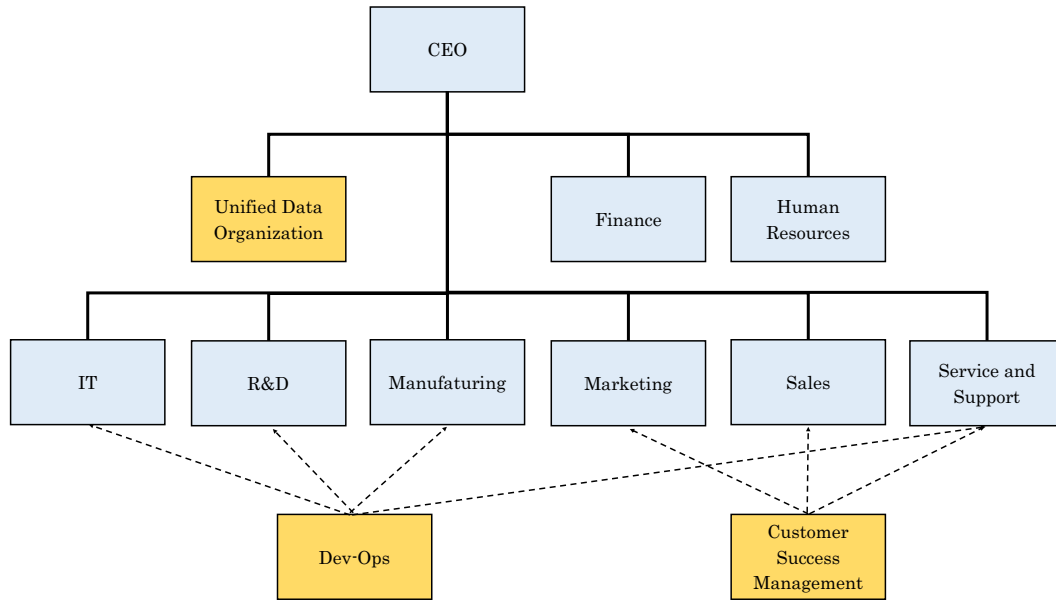 CEO
Unified Data
Organization
Finance
Human
Resources
IT
R&D
Manufaturing
Marketing
Sales
Service and
Support
Dev-Ops
Customer
Success
Management